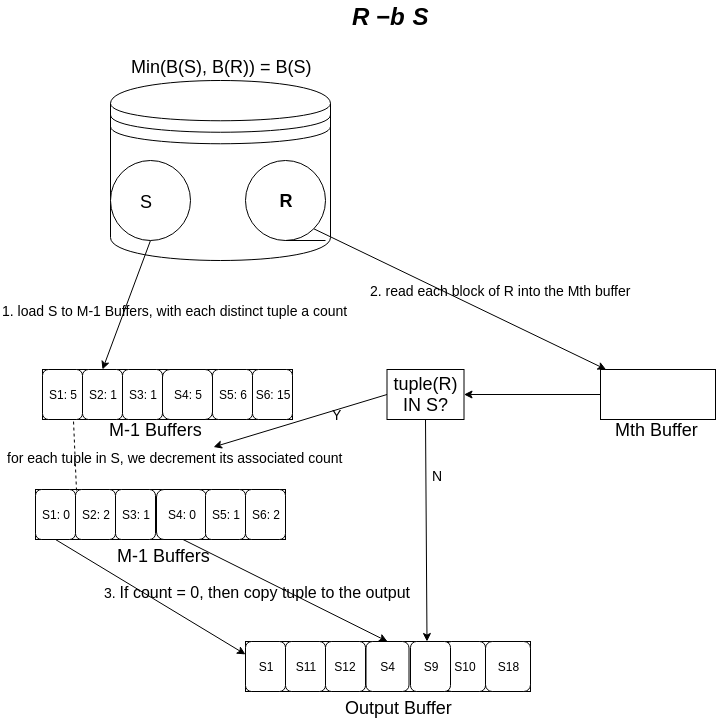 R –b S
Min(B(S), B(R)) = B(S)
S
R
1. load S to M-1 Buffers, with each distinct tuple a count
2. read each block of R into the Mth buffer
S1: 5 S2: 1 S3: 1 S4: 5 S5: 6 S6: 15
M-1 Buffers
tuple(R)
IN S?
Mth Buffer
Y
for each tuple in S, we decrement its associated count
N
S1: 0 S2: 2 S3: 1 S4: 0 S5: 1 S6: 2
M-1 Buffers
3. If count = 0, then copy tuple to the output
S1 S11 S12 S4 S9 S10 S18
Output Buffer